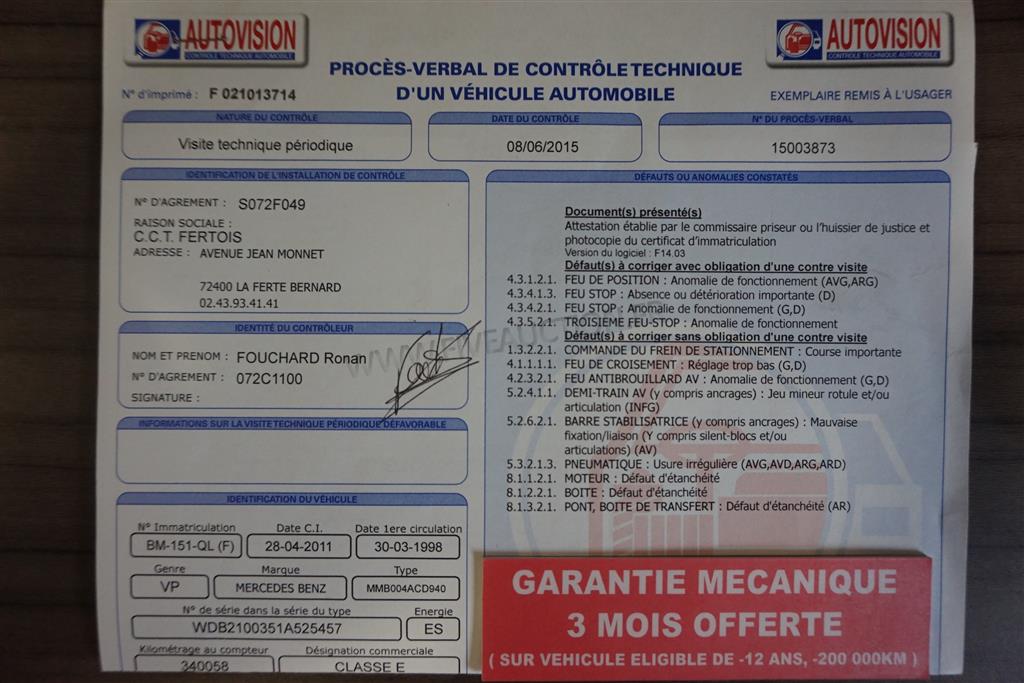 AUTOVISION
CONTROLE TECHNIQUE AUTOMOBILE
AUTOVISION
CONTROLE TECHNIQUE AUTOMOBILE
PROCÈS-VERBAL DE CONTRÔLE TECHNIQUE
D'UN VÉHICULE AUTOMOBILE
N° d'imprimé : F 021013714
EXEMPLAIRE REMIS À L'USAGER
NATURE DU CONTRÔLE
Visite technique périodique
DATE DU CONTRÔLE
08/06/2015
N° DU PROCÈS-VERBAL
15003873
IDENTIFICATION DE L'INSTALLATION DE CONTRÔLE
N° D'AGREMENT : S072F049
RAISON SOCIALE :
C.C.T. FERTOIS
ADRESSE : AVENUE JEAN MONNET
72400 LA FERTE BERNARD
02.43.93.41.41
IDENTITÉ DU CONTRÔLEUR
NOM ET PRENOM : FOUCHARD Ronan
N° D'AGREMENT : 072C1100
SIGNATURE :
INFORMATIONS SUR LA VISITE TECHNIQUE PÉRIODIQUE DÉFAVORABLE
IDENTIFICATION DU VÉHICULE
N° Immatriculation Date C.I. Date 1ere circulation
BM-151-QL (F) 28-04-2011 30-03-1998
Genre Marque Type
VP MERCEDES BENZ MMB004ACD940
N° de série dans la série du type Energie
WDB2100351A525457 ES
Kilométrage au compteur Désignation commerciale
340058 CLASSE E
DÉFAUTS OU ANOMALIES CONSTATÉS
Document(s) présenté(s)
Attestation établie par le commissaire priseur ou l'huissier de justice et
photocopie du certificat d'immatriculation
Version du logiciel : F14.03
Défaut(s) à corriger avec obligation d'une contre visite
4.3.1.2.1. FEU DE POSITION : Anomalie de fonctionnement (AVG,ARG)
4.3.4.1.3. FEU STOP : Absence ou détérioration importante (D)
4.3.4.2.1. FEU STOP : Anomalie de fonctionnement (G,D)
4.3.5.2.1. TROISIEME FEU-STOP : Anomalie de fonctionnement
Défaut(s) à corriger sans obligation d'une contre visite
1.3.2.2.1. COMMANDE DU FREIN DE STATIONNEMENT : Course importante
4.1.1.1.1. FEU DE CROISEMENT : Réglage trop bas (G,D)
4.2.3.2.1. FEU ANTIBROUILLARD AV : Anomalie de fonctionnement (G,D)
5.2.4.1.1. DEMI-TRAIN AV (y compris ancrages) : Jeu mineur rotule et/ou
articulation (INFG)
5.2.6.2.1. BARRE STABILISATRICE (y compris ancrages) : Mauvaise
fixation/liaison (Y compris silent-blocs et/ou
articulations) (AV)
5.3.2.1.3. PNEUMATIQUE : Usure irrégulière (AVG,AVD,ARG,ARD)
8.1.1.2.1. MOTEUR : Défaut d'étanchéité
8.1.2.2.1. BOITE : Défaut d'étanchéité
8.1.3.2.1. PONT, BOITE DE TRANSFERT : Défaut d'étanchéité (AR)
GARANTIE MECANIQUE
3 MOIS OFFERTE
( SUR VEHICULE ELIGIBLE DE -12 ANS, -200 000KM )